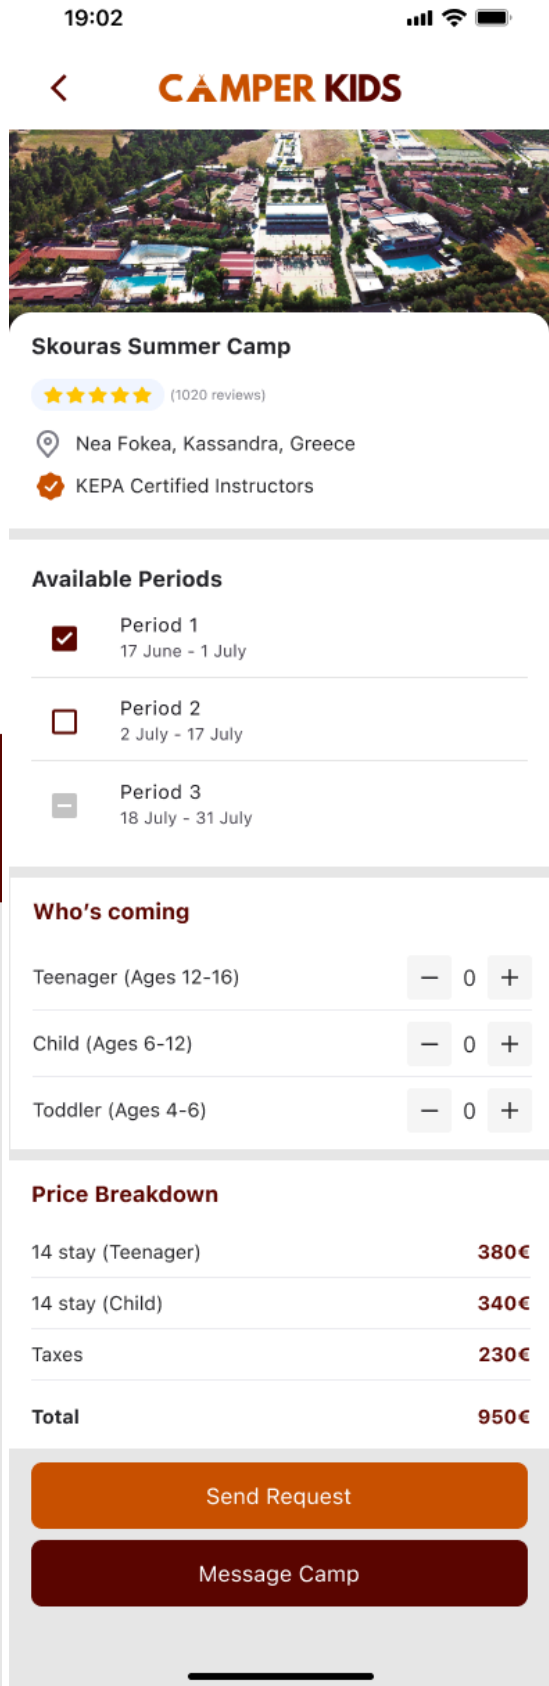 19:02
CAMPER KIDS
Skouras Summer Camp
(1020 reviews)
Nea Fokea, Kassandra, Greece
KEPA Certified Instructors
Available Periods
Period 1
17 June - 1 July
Period 2
2 July - 17 July
Period 3
18 July - 31 July
Who’s coming
Teenager (Ages 12-16) − 0 +
Child (Ages 6-12) − 0 +
Toddler (Ages 4-6) − 0 +
Price Breakdown
14 stay (Teenager) 380€
14 stay (Child) 340€
Taxes 230€
Total 950€
Send Request
Message Camp